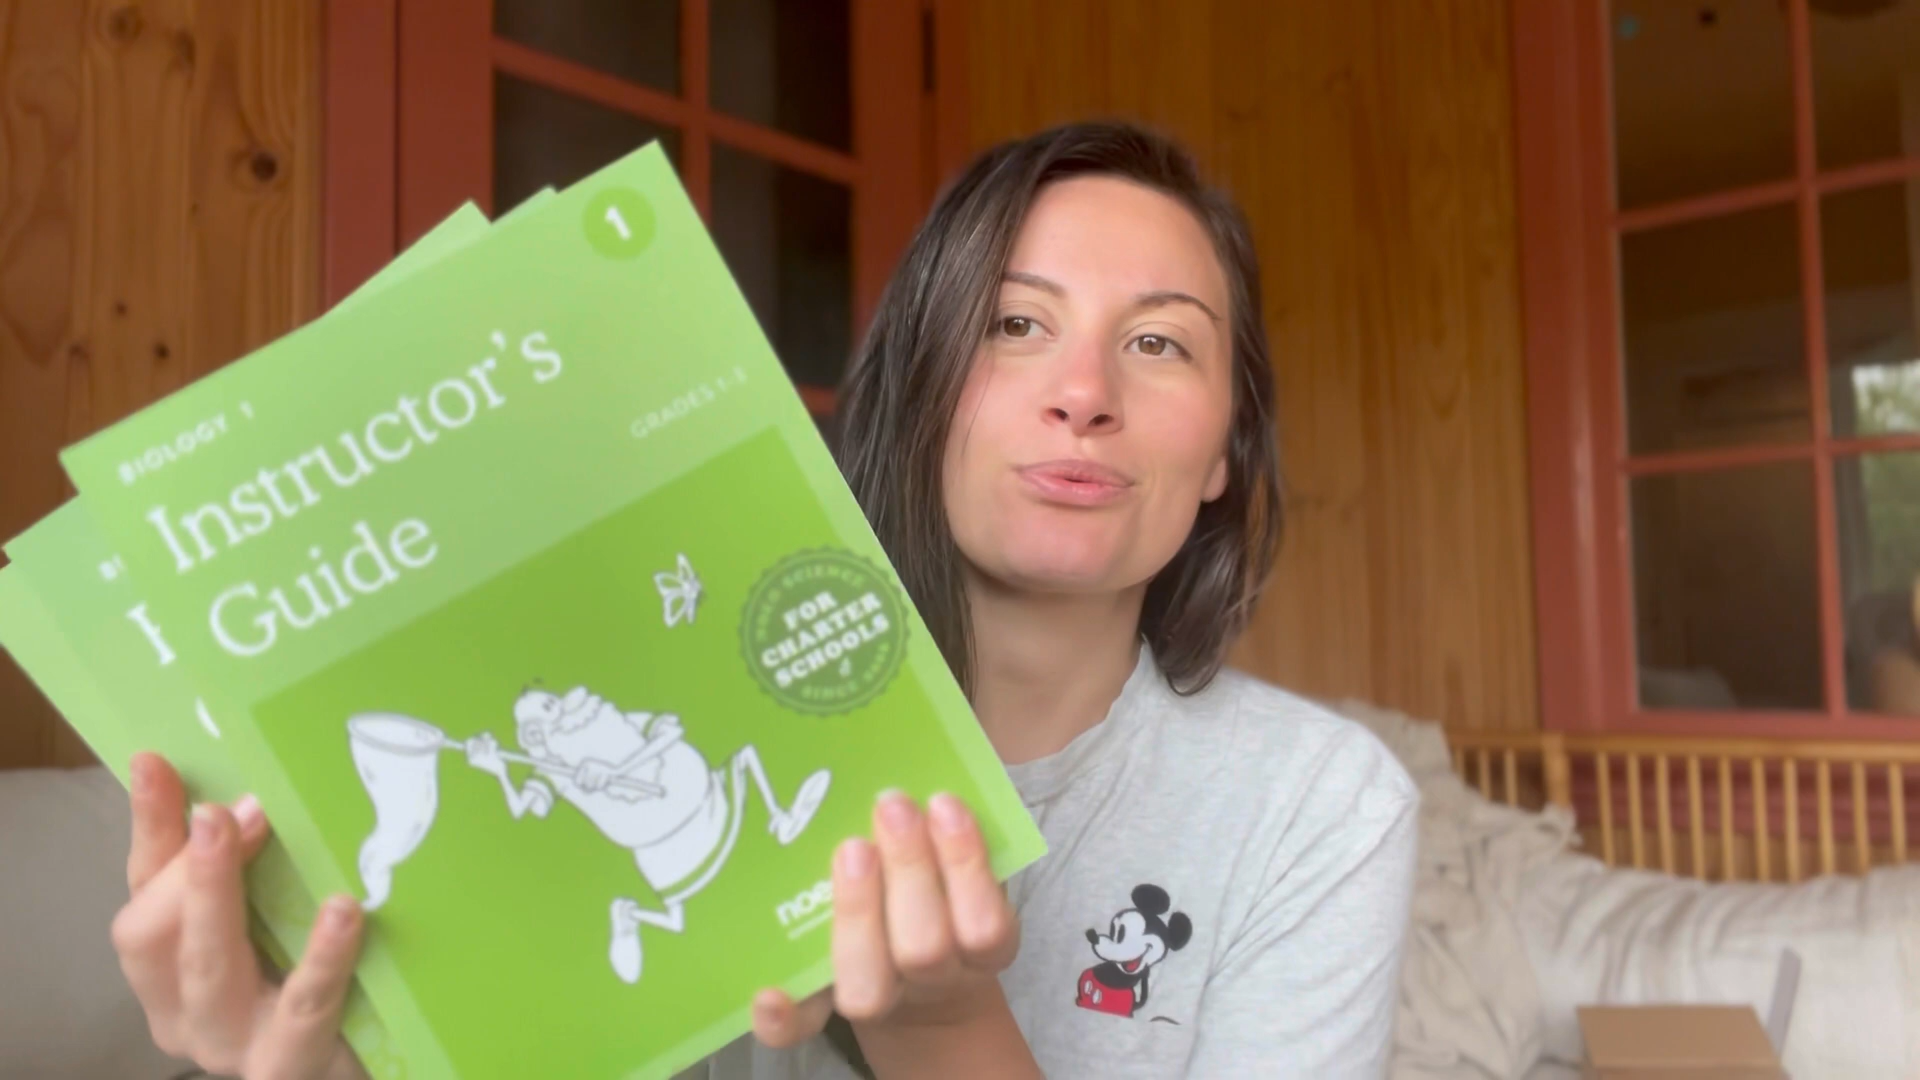 1
BIOLOGY 1
Instructor's
GRADES 1-3
Guide
FOR
CHARTER
SCHOOLS